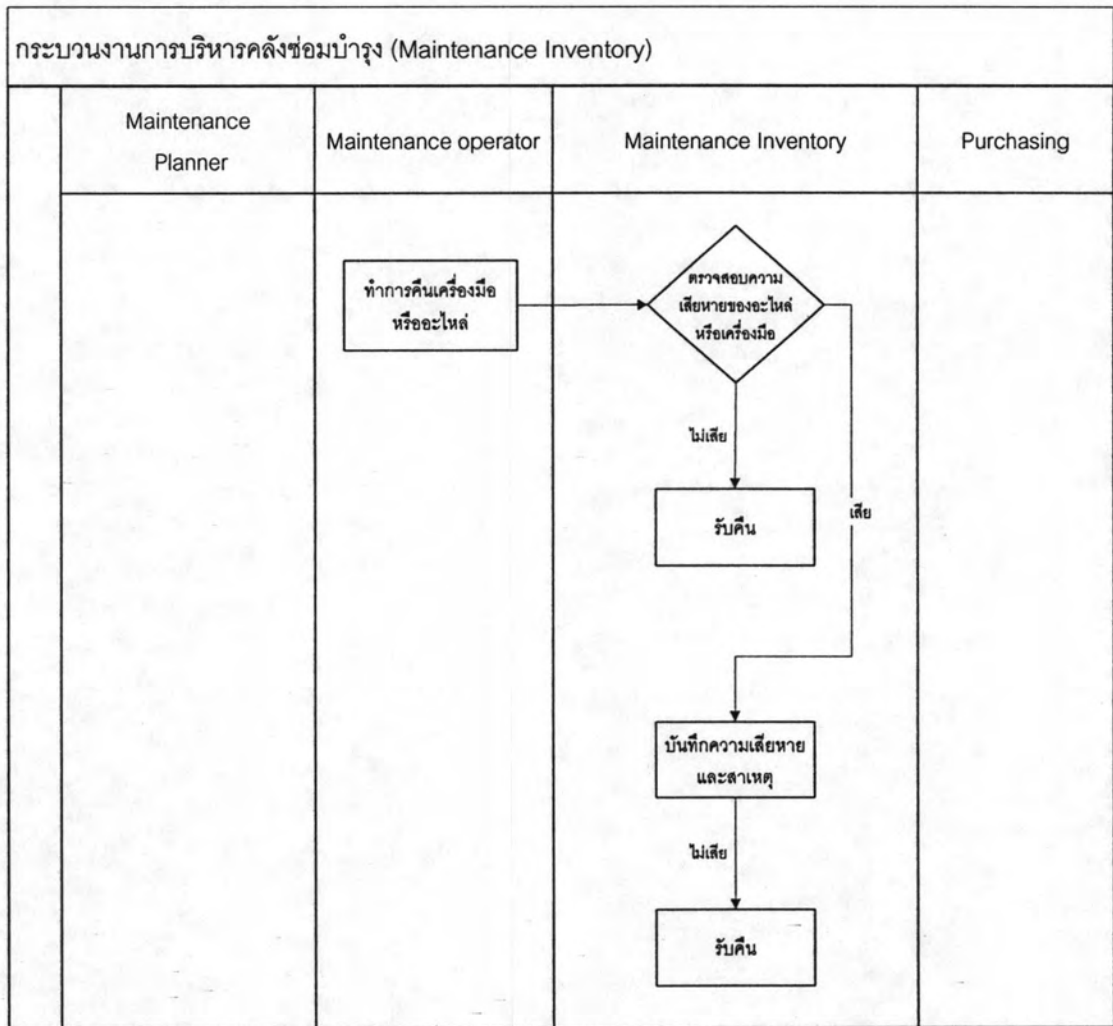 กระบวนงานการบริหารคลังซ่อมบำรุง (Maintenance Inventory)
Maintenance
Planner
Maintenance operator
Maintenance Inventory
Purchasing
ทำการคืนเครื่องมือ
หรืออะไหล่
ตรวจสอบความ
เสียหายของอะไหล่
หรือเครื่องมือ
ไม่เสีย
เสีย
รับคืน
บันทึกความเสียหาย
และสาเหตุ
ไม่เสีย
รับคืน